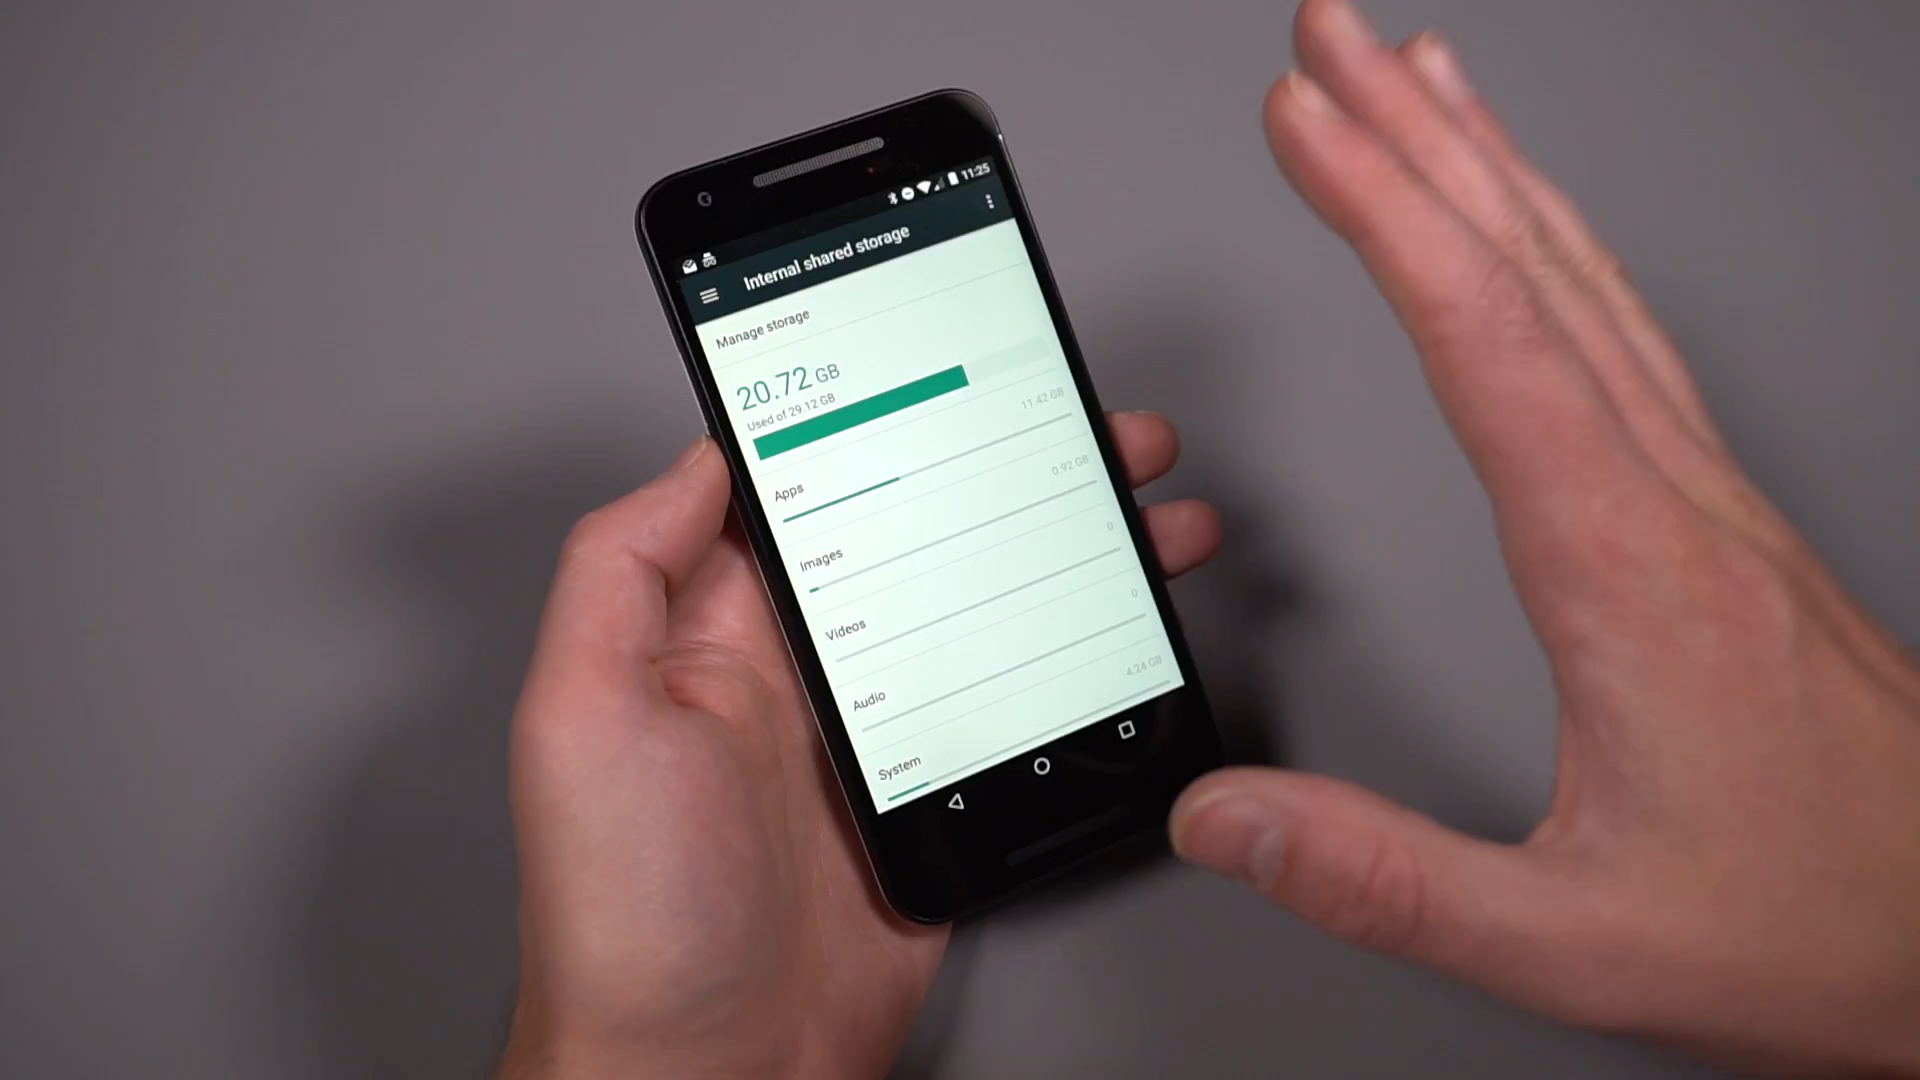 11:25
Internal shared storage
Manage storage
20.72 GB
Used of 29.12 GB
Apps
11.42 GB
Images
0.92 GB
Videos
0
Audio
0
System
4.24 GB